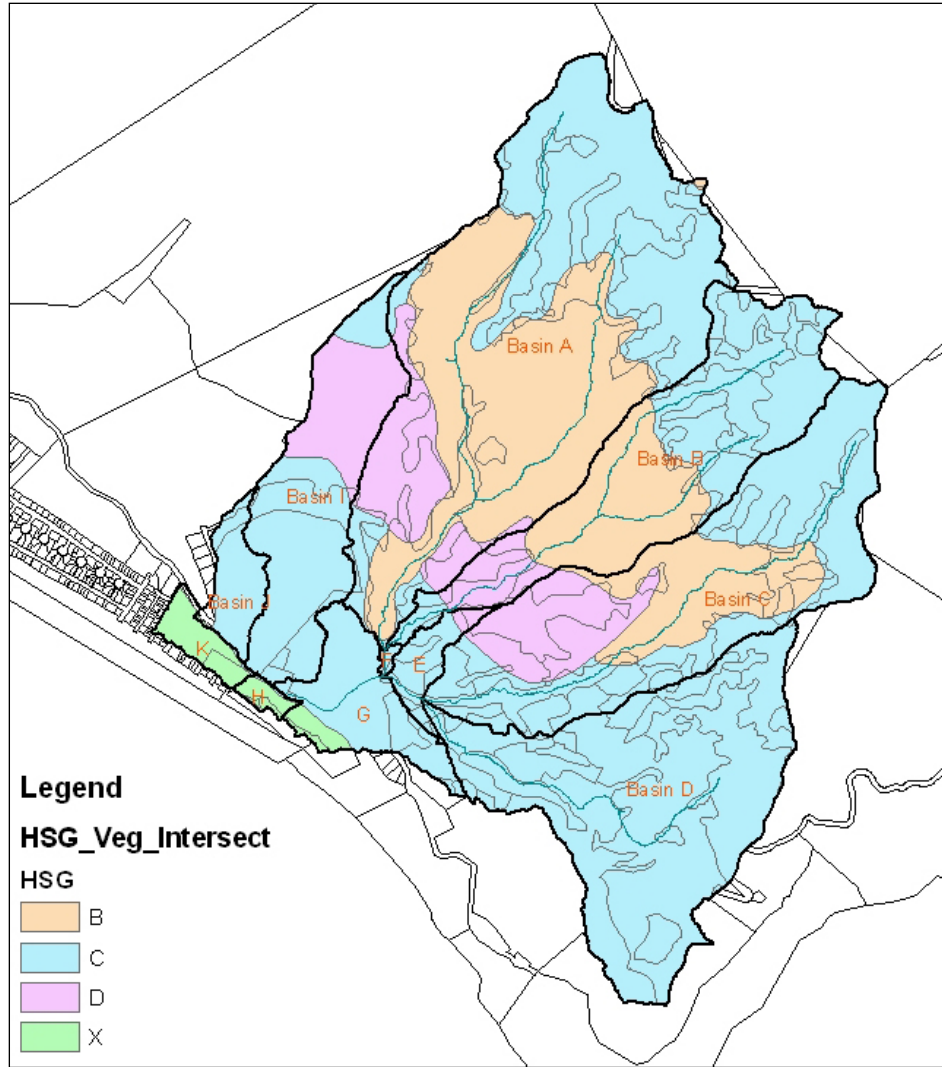 Basin A
Basin B
Basin I
Basin C
Basin J
K
F
E
H
G
Basin D
Legend
HSG_Veg_Intersect
HSG
B
C
D
X